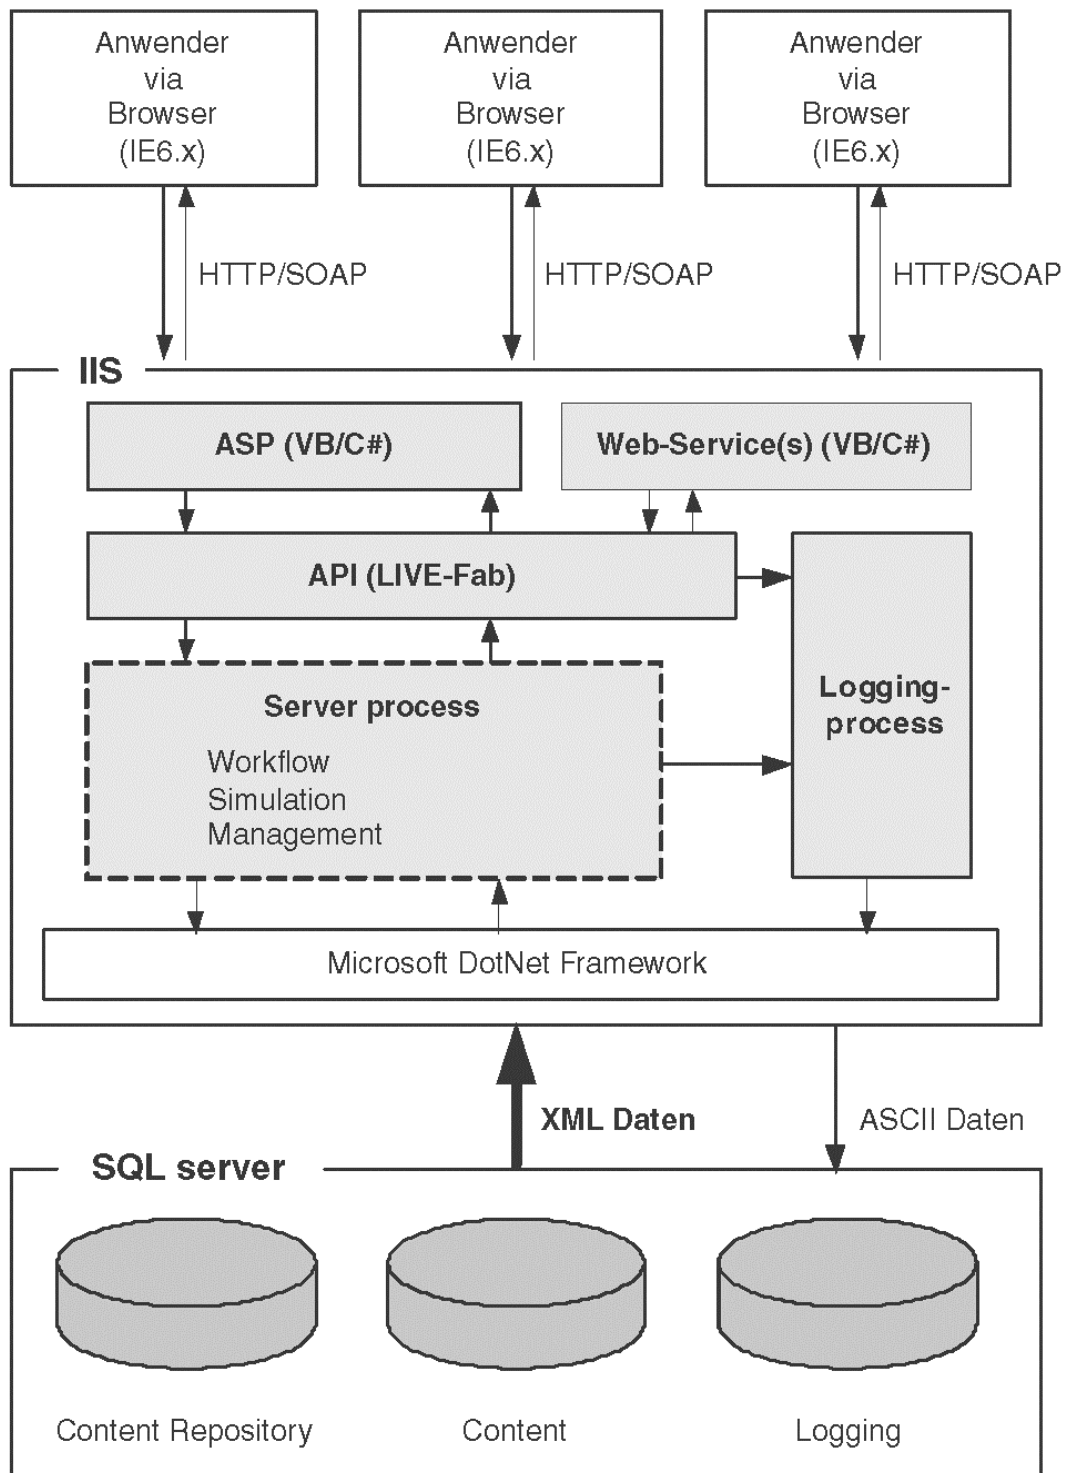 Anwender
via
Browser
(IE6.x)
Anwender
via
Browser
(IE6.x)
Anwender
via
Browser
(IE6.x)
HTTP/SOAP
HTTP/SOAP
HTTP/SOAP
IIS
ASP (VB/C#)
Web-Service(s) (VB/C#)
API (LIVE-Fab)
Logging-
process
Server process
Workflow
Simulation
Management
Microsoft DotNet Framework
XML Daten
ASCII Daten
SQL server
Content Repository
Content
Logging